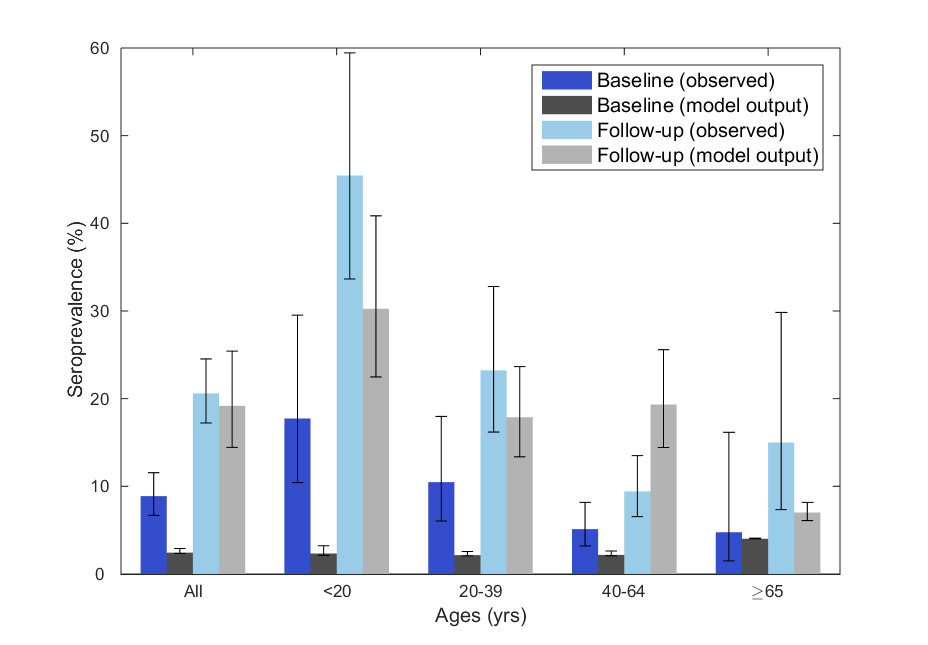 60
50
40
30
20
10
0
Seroprevalence (%)
Baseline (observed)
Baseline (model output)
Follow-up (observed)
Follow-up (model output)
All
<20
20-39
40-64
≥65
Ages (yrs)